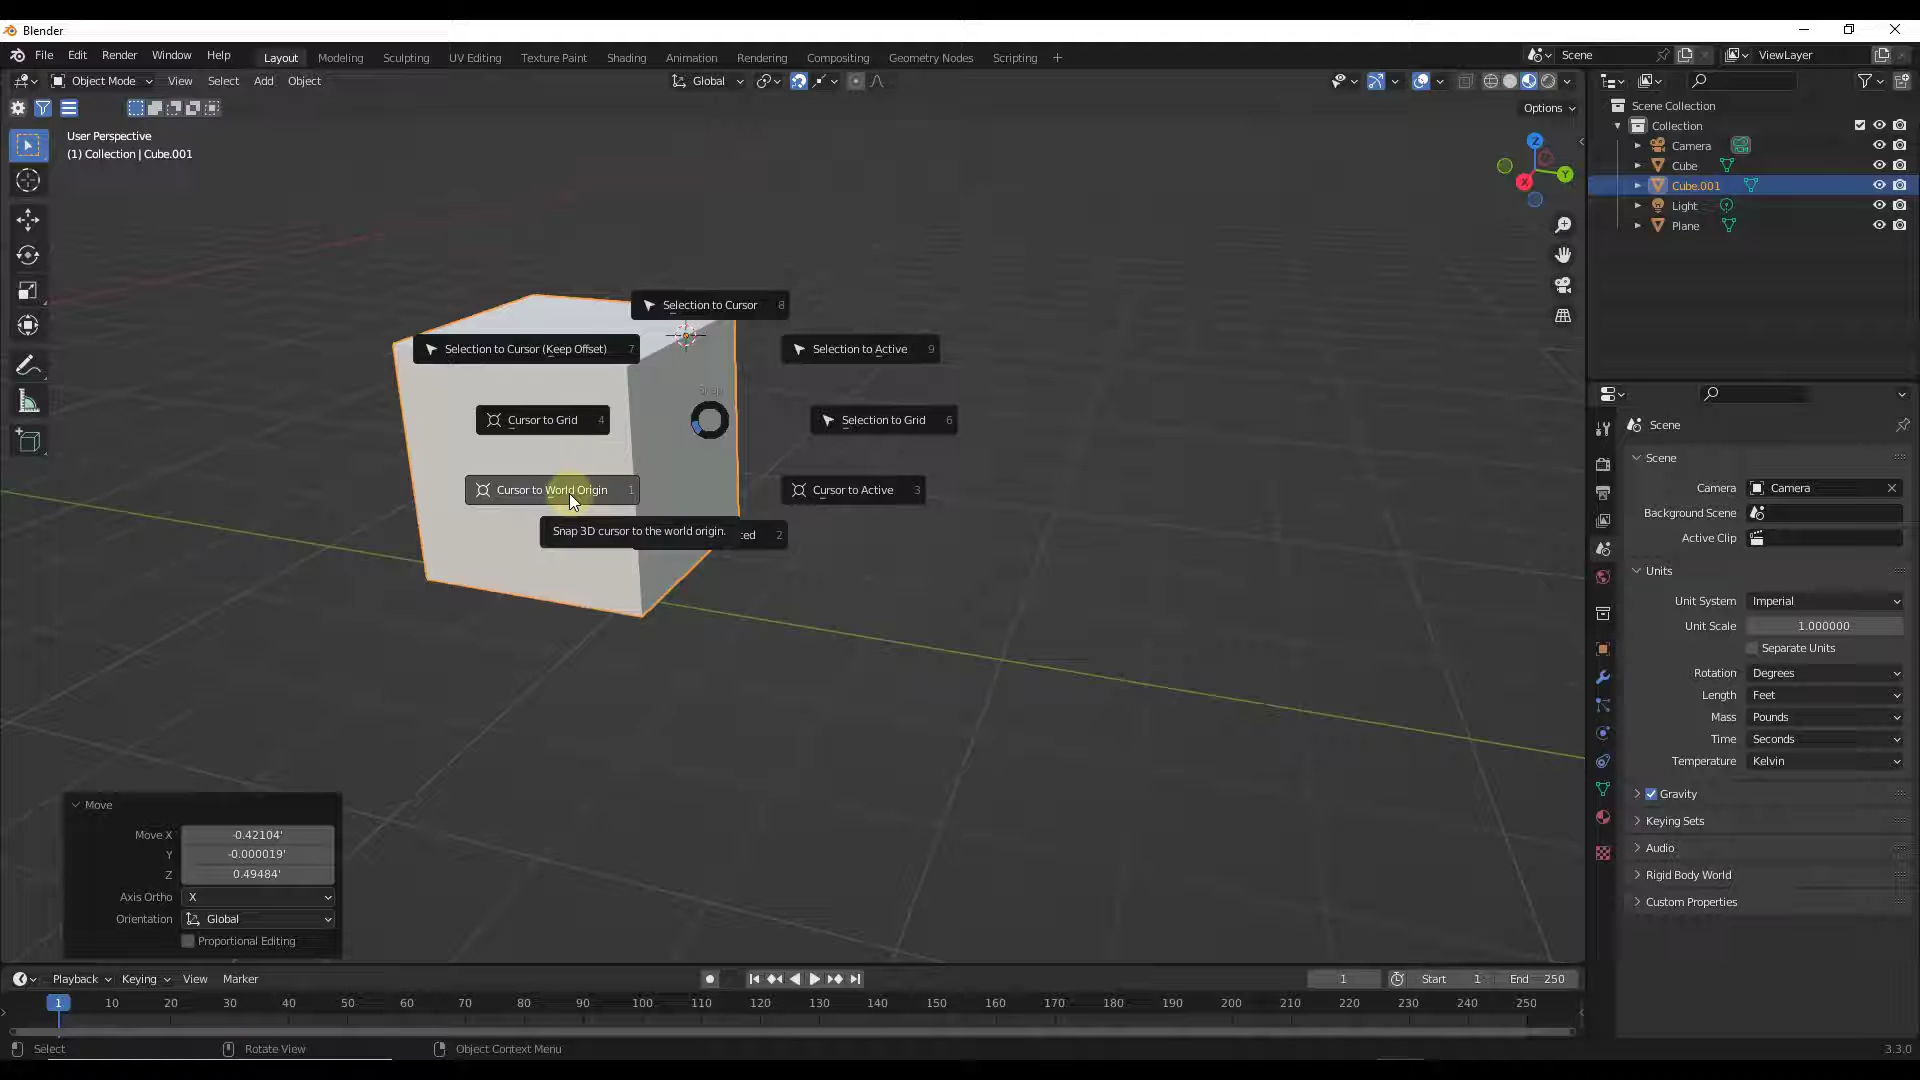 Blender
File Edit Render Window Help
Layout Modeling Sculpting UV Editing Texture Paint Shading Animation Rendering Compositing Geometry Nodes Scripting +
Scene
ViewLayer
Object Mode View Select Add Object
Global
Options
User Perspective
(1) Collection | Cube.001
Z
Y
X
Selection to Cursor 8
Selection to Cursor (Keep Offset) 7
Selection to Active 9
Snap
Cursor to Grid 4
Selection to Grid 6
Cursor to World Origin 1
Cursor to Active 3
Snap 3D cursor to the world origin.
ted 2
Move
Move X -0.42104'
Y -0.000019'
Z 0.49484'
Axis Ortho X
Orientation Global
Proportional Editing
Scene Collection
Collection
Camera
Cube
Cube.001
Light
Plane
Scene
Scene
Camera Camera
Background Scene
Active Clip
Units
Unit System Imperial
Unit Scale 1.000000
Separate Units
Rotation Degrees
Length Feet
Mass Pounds
Time Seconds
Temperature Kelvin
Gravity
Keying Sets
Audio
Rigid Body World
Custom Properties
Playback Keying View Marker
1 Start 1 End 250
1 10 20 30 40 50 60 70 80 90 100 110 120 130 140 150 160 170 180 190 200 210 220 230 240 250
Select Rotate View Object Context Menu
3.3.0